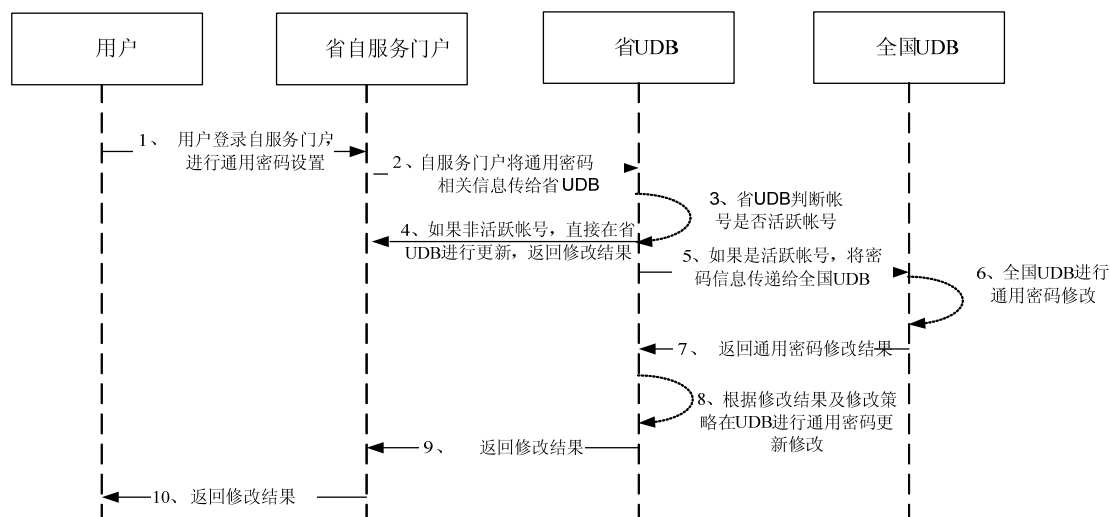 用户
省自服务门户
省UDB
全国UDB
1、 用户登录自服务门户,
进行通用密码设置
2、自服务门户将通用密码
相关信息传给省UDB
3、省UDB判断帐
号是否活跃帐号
4、如果非活跃帐号，直接在省
UDB进行更新，返回修改结果
5、如果是活跃帐号，将密
码信息传递给全国UDB
6、全国UDB进行
通用密码修改
7、 返回通用密码修改结果
8、根据修改结果及修改策
略在UDB进行通用密码更
新修改
9、 返回修改结果
10、返回修改结果